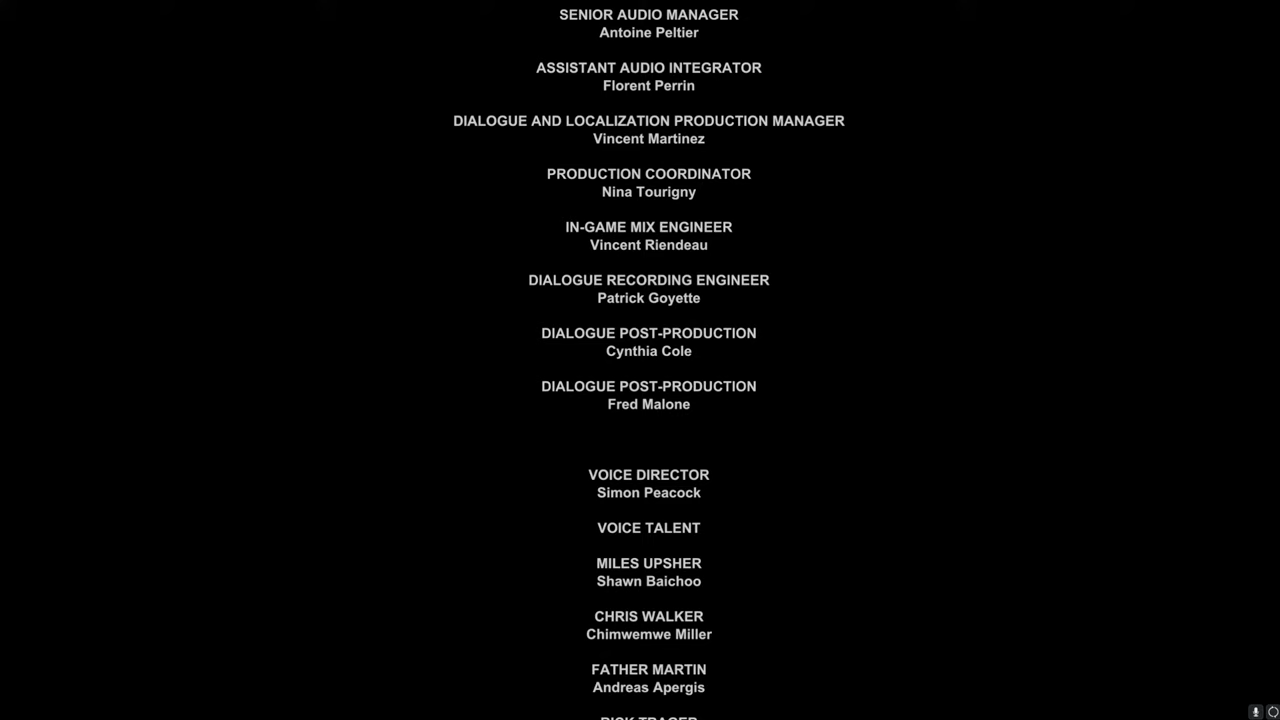 SENIOR AUDIO MANAGER
Antoine Peltier
ASSISTANT AUDIO INTEGRATOR
Florent Perrin
DIALOGUE AND LOCALIZATION PRODUCTION MANAGER
Vincent Martinez
PRODUCTION COORDINATOR
Nina Tourigny
IN-GAME MIX ENGINEER
Vincent Riendeau
DIALOGUE RECORDING ENGINEER
Patrick Goyette
DIALOGUE POST-PRODUCTION
Cynthia Cole
DIALOGUE POST-PRODUCTION
Fred Malone
VOICE DIRECTOR
Simon Peacock
VOICE TALENT
MILES UPSHER
Shawn Baichoo
CHRIS WALKER
Chimwemwe Miller
FATHER MARTIN
Andreas Apergis